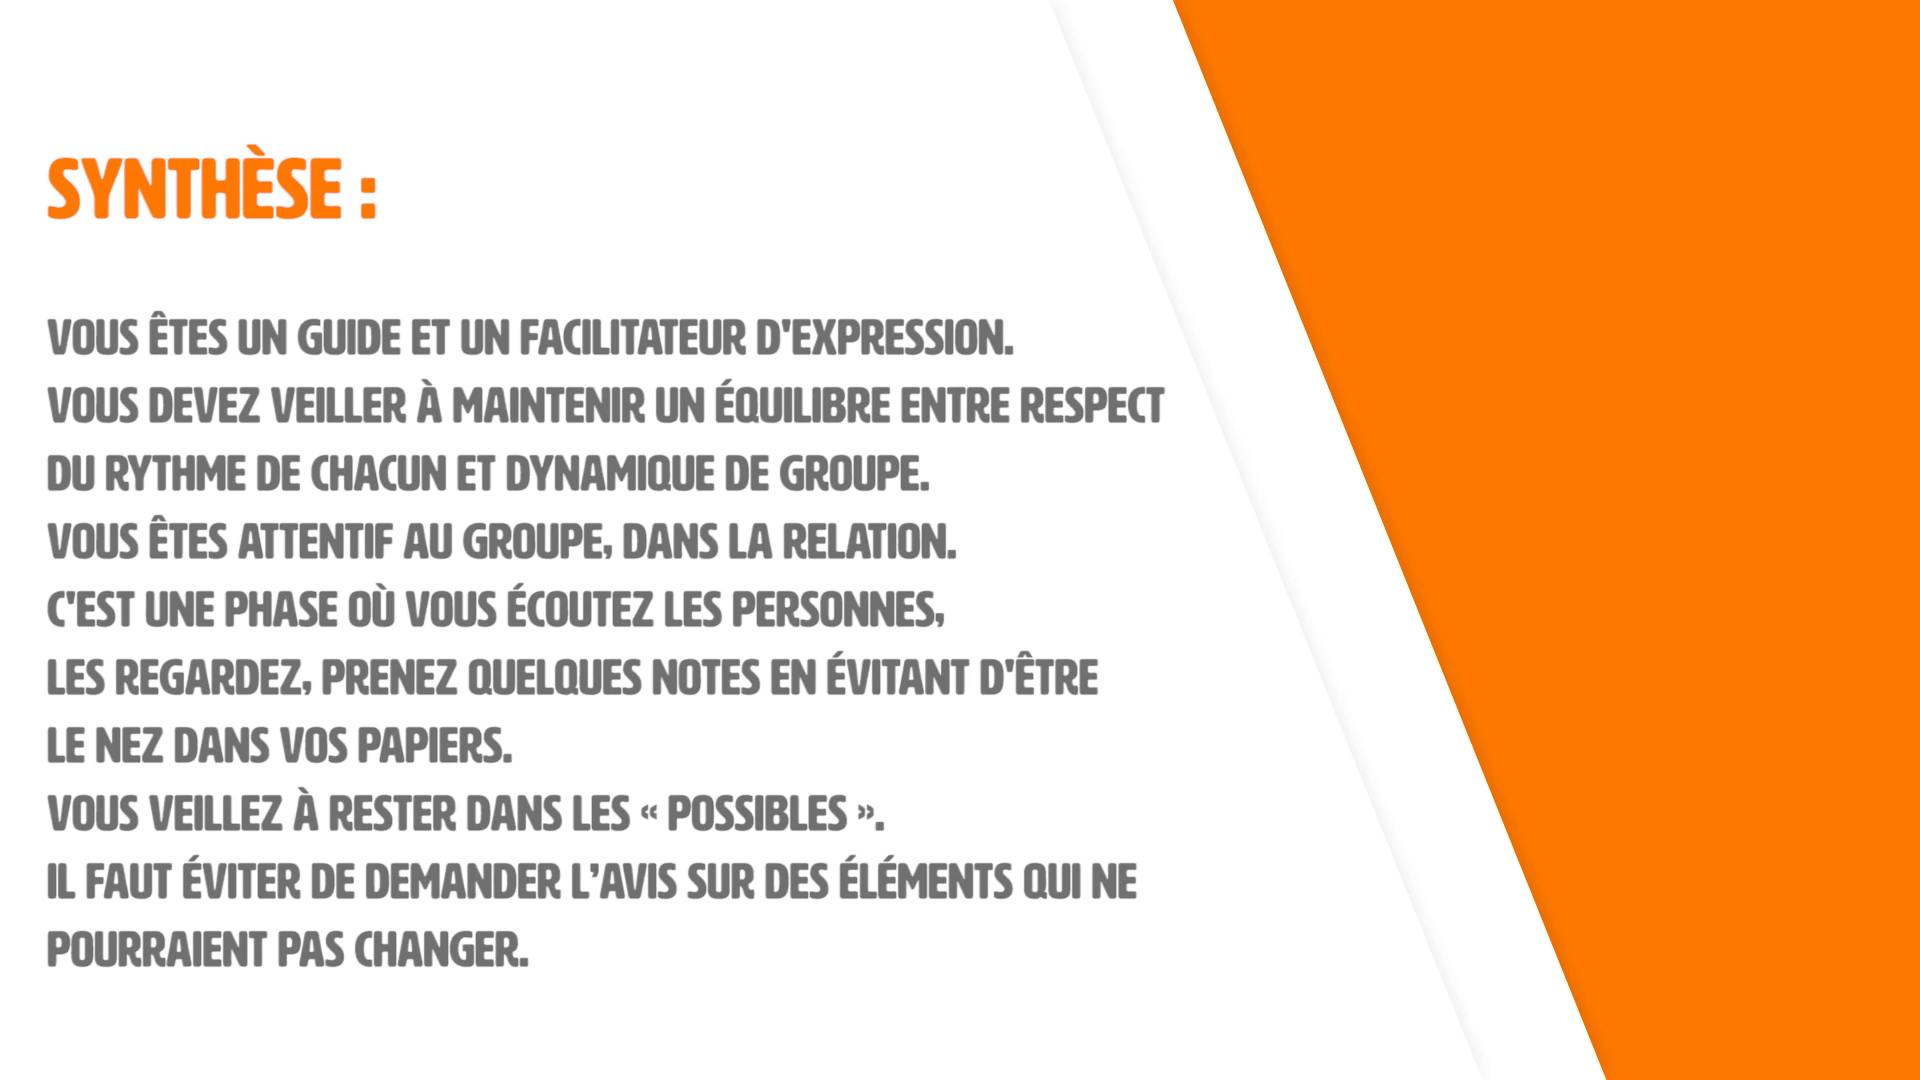 SYNTHÈSE :
VOUS ÊTES UN GUIDE ET UN FACILITATEUR D'EXPRESSION.
VOUS DEVEZ VEILLER À MAINTENIR UN ÉQUILIBRE ENTRE RESPECT
DU RYTHME DE CHACUN ET DYNAMIQUE DE GROUPE.
VOUS ÊTES ATTENTIF AU GROUPE, DANS LA RELATION.
C'EST UNE PHASE OÙ VOUS ÉCOUTEZ LES PERSONNES,
LES REGARDEZ, PRENEZ QUELQUES NOTES EN ÉVITANT D'ÊTRE
LE NEZ DANS VOS PAPIERS.
VOUS VEILLEZ À RESTER DANS LES « POSSIBLES ».
IL FAUT ÉVITER DE DEMANDER L’AVIS SUR DES ÉLÉMENTS QUI NE
POURRAIENT PAS CHANGER.